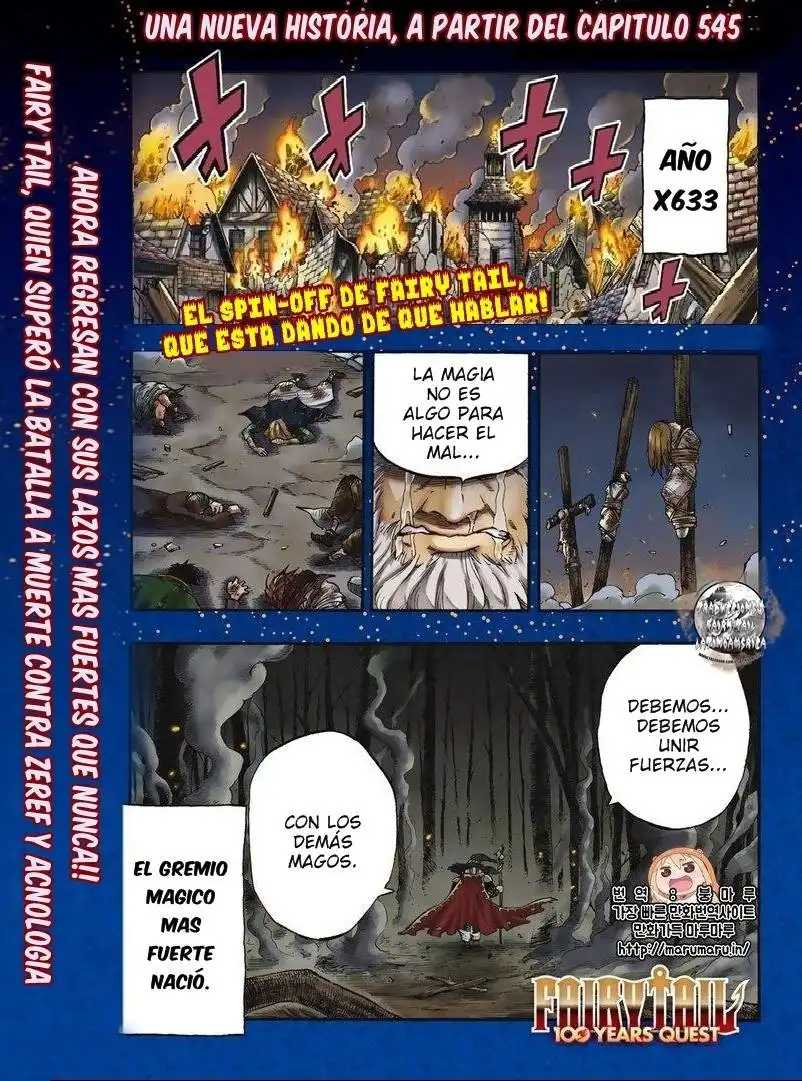 UNA NUEVA HISTORIA, A PARTIR DEL CAPITULO 545
FAIRY TAIL, QUIEN SUPERÓ LA BATALLA A MUERTE CONTRA ZEREF Y ACNOLOGIA
AHORA REGRESAN CON SUS LAZOS MAS FUERTES QUE NUNCA!!
AÑO
X633
EL SPIN-OFF DE FAIRY TAIL,
QUE ESTA DANDO DE QUE HABLAR!
LA MAGIA
NO ES
ALGO PARA
HACER EL
MAL...
DEBEMOS...
DEBEMOS
UNIR
FUERZAS...
CON LOS
DEMÁS
MAGOS.
EL GREMIO
MAGICO
MAS
FUERTE
NACIÓ.
번 역 : 봉 마 루
가장 빠른 만화번역사이트
만화가득 마루마루
http://marumaru.in/
FAIRY TAIL
100 YEARS QUEST